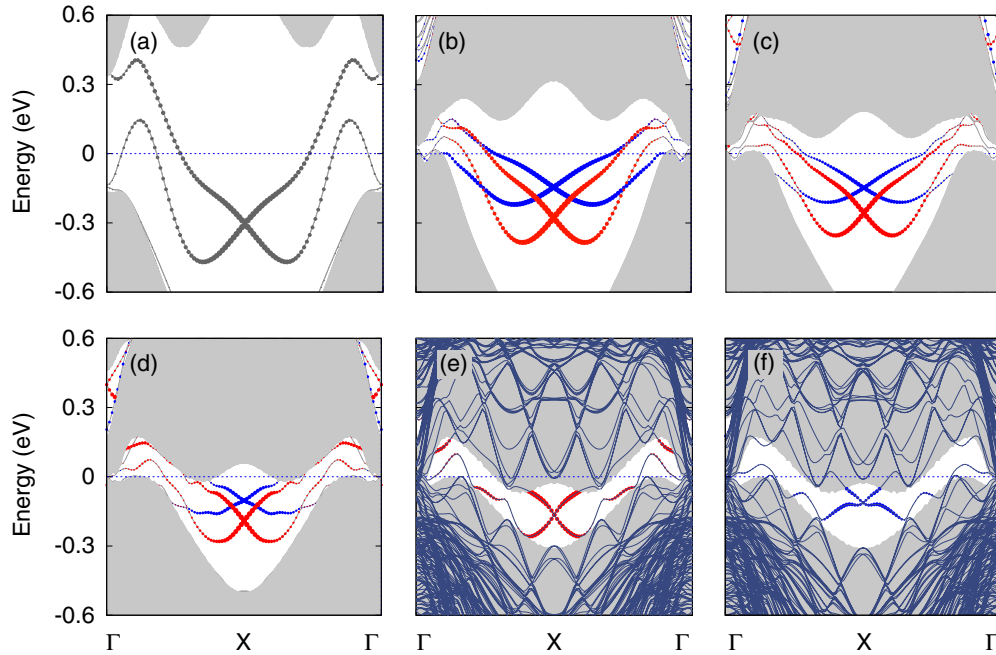 0.6
(a)
(b)
(c)
0.3
0
-0.3
-0.6
Energy (eV)
0.6
(d)
(e)
(f)
0.3
0
-0.3
-0.6
Energy (eV)
Γ X Γ X Γ X Γ